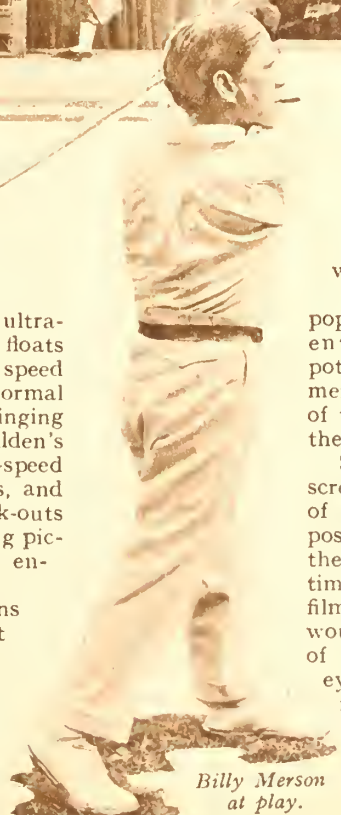 ultra-
floats
speed
ormal
inging
lden's
-speed
s, and
k-outs
g pic-
en-
ns
t
w
pop
en
pot
me
of
the
scre
of
pos
the
tim
film
wou
of
ey
Billy Merson
at play.